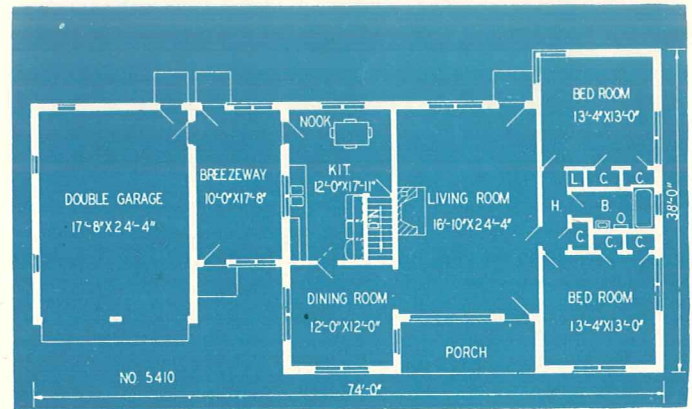 BED ROOM
13'-4"X13'-0"
NOOK
KIT.
12'-0"X17'-11"
BREEZEWAY
10'-0"X17'-8"
DOUBLE GARAGE
17'-8"X24'-4"
LIVING ROOM
16'-10"X24'-4"
DN.
L.
C.
C.
H.
B.
C.
C.
C.
38'-0"
DINING ROOM
12'-0"X12'-0"
BED ROOM
13'-4"X13'-0"
PORCH
NO. 5410
74'-0"